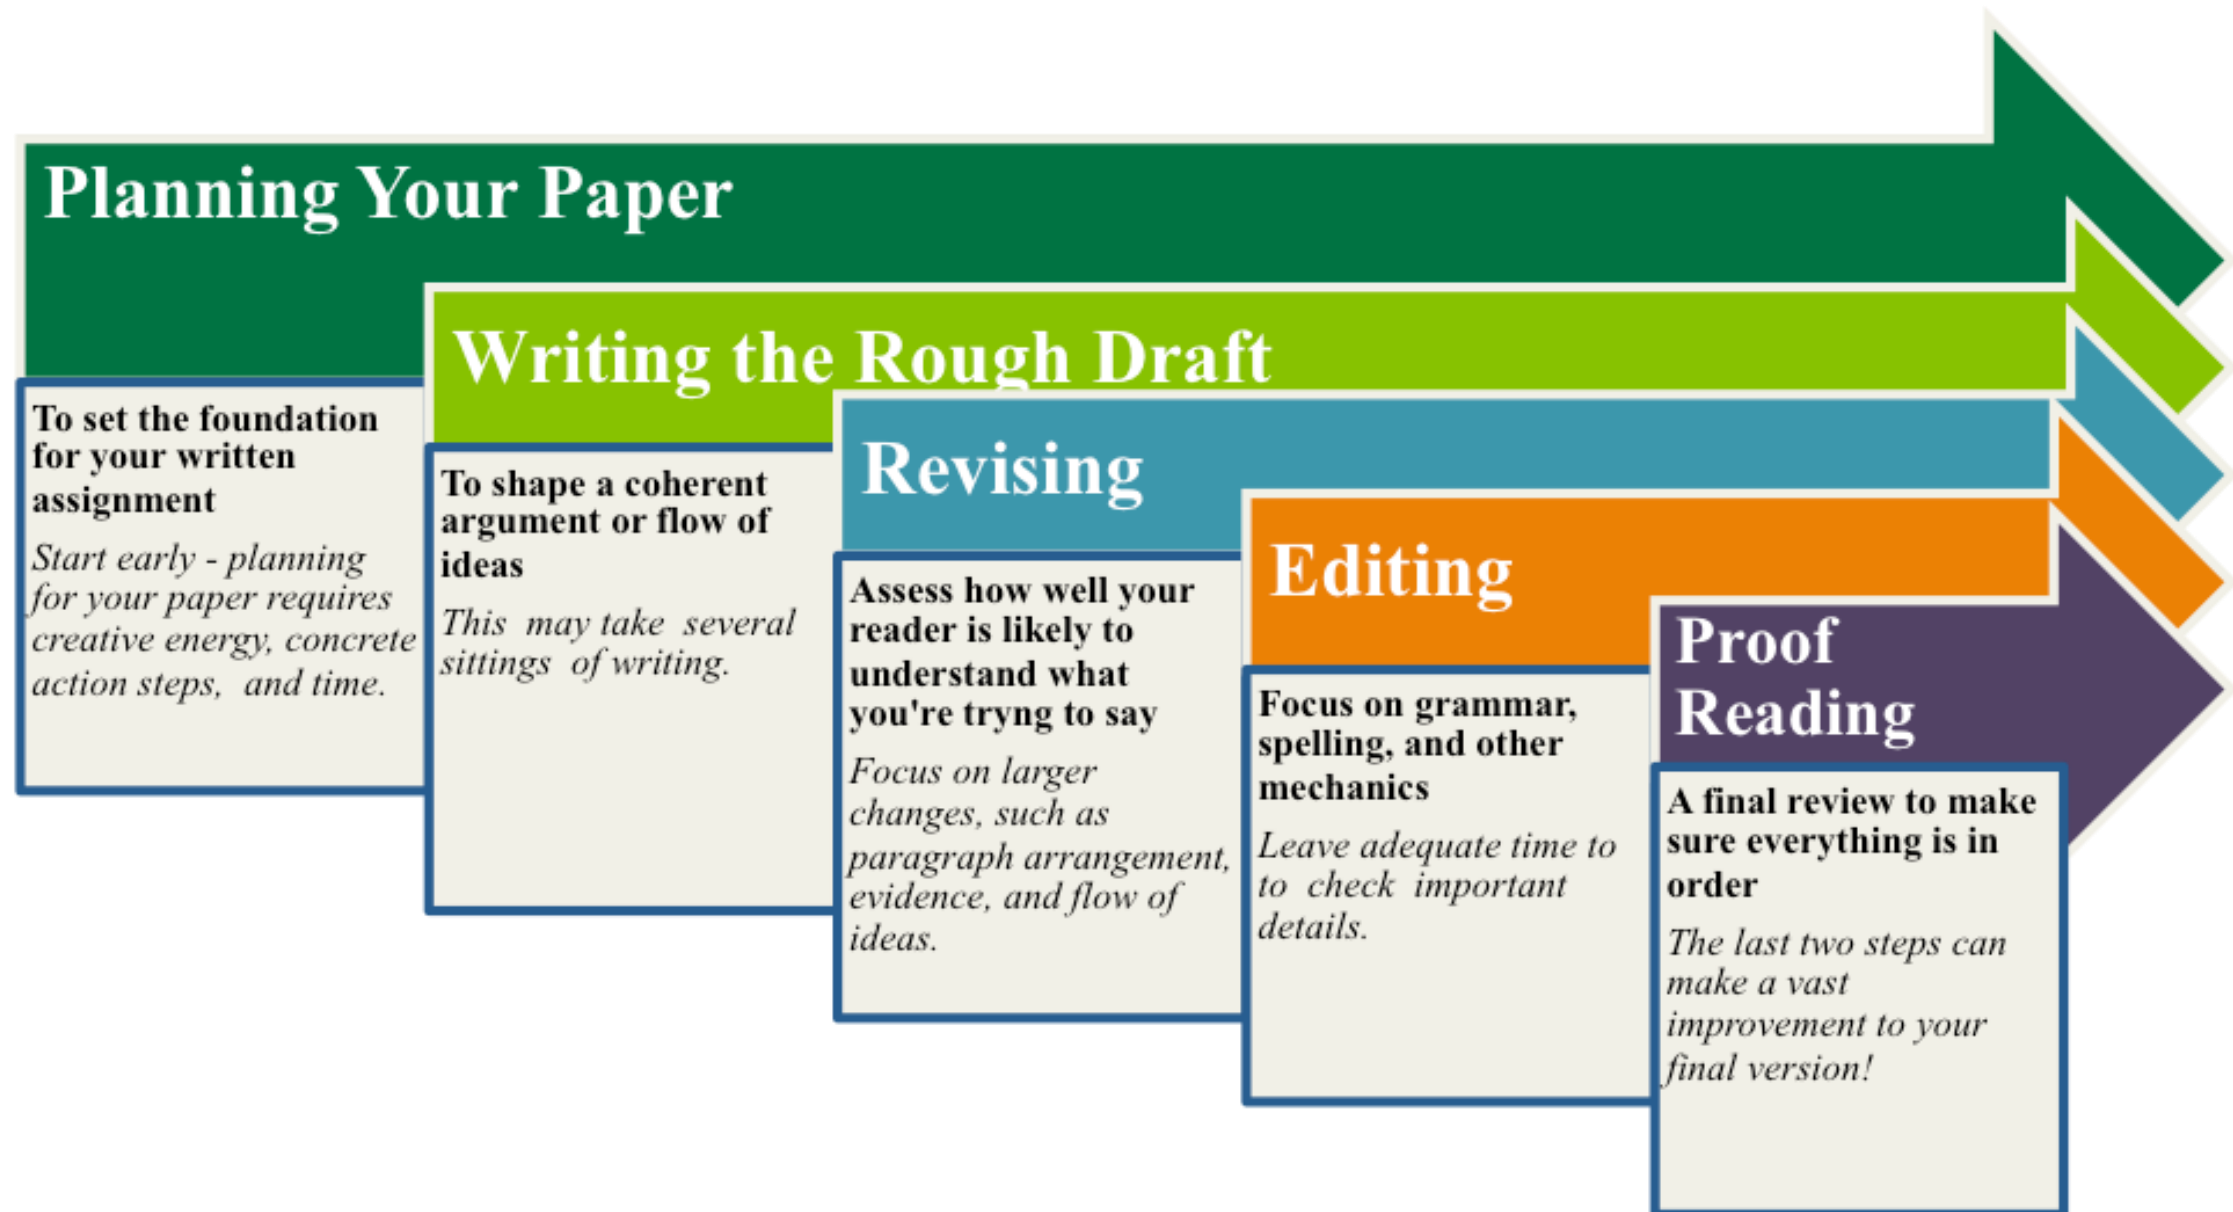 Planning Your Paper
To set the foundation
for your written
assignment
Start early - planning
for your paper requires
creative energy, concrete
action steps, and time.
Writing the Rough Draft
To shape a coherent
argument or flow of
ideas
This may take several
sittings of writing.
Revising
Assess how well your
reader is likely to
understand what
you're tryng to say
Focus on larger
changes, such as
paragraph arrangement,
evidence, and flow of
ideas.
Editing
Focus on grammar,
spelling, and other
mechanics
Leave adequate time to
to check important
details.
Proof
Reading
A final review to make
sure everything is in
order
The last two steps can
make a vast
improvement to your
final version!